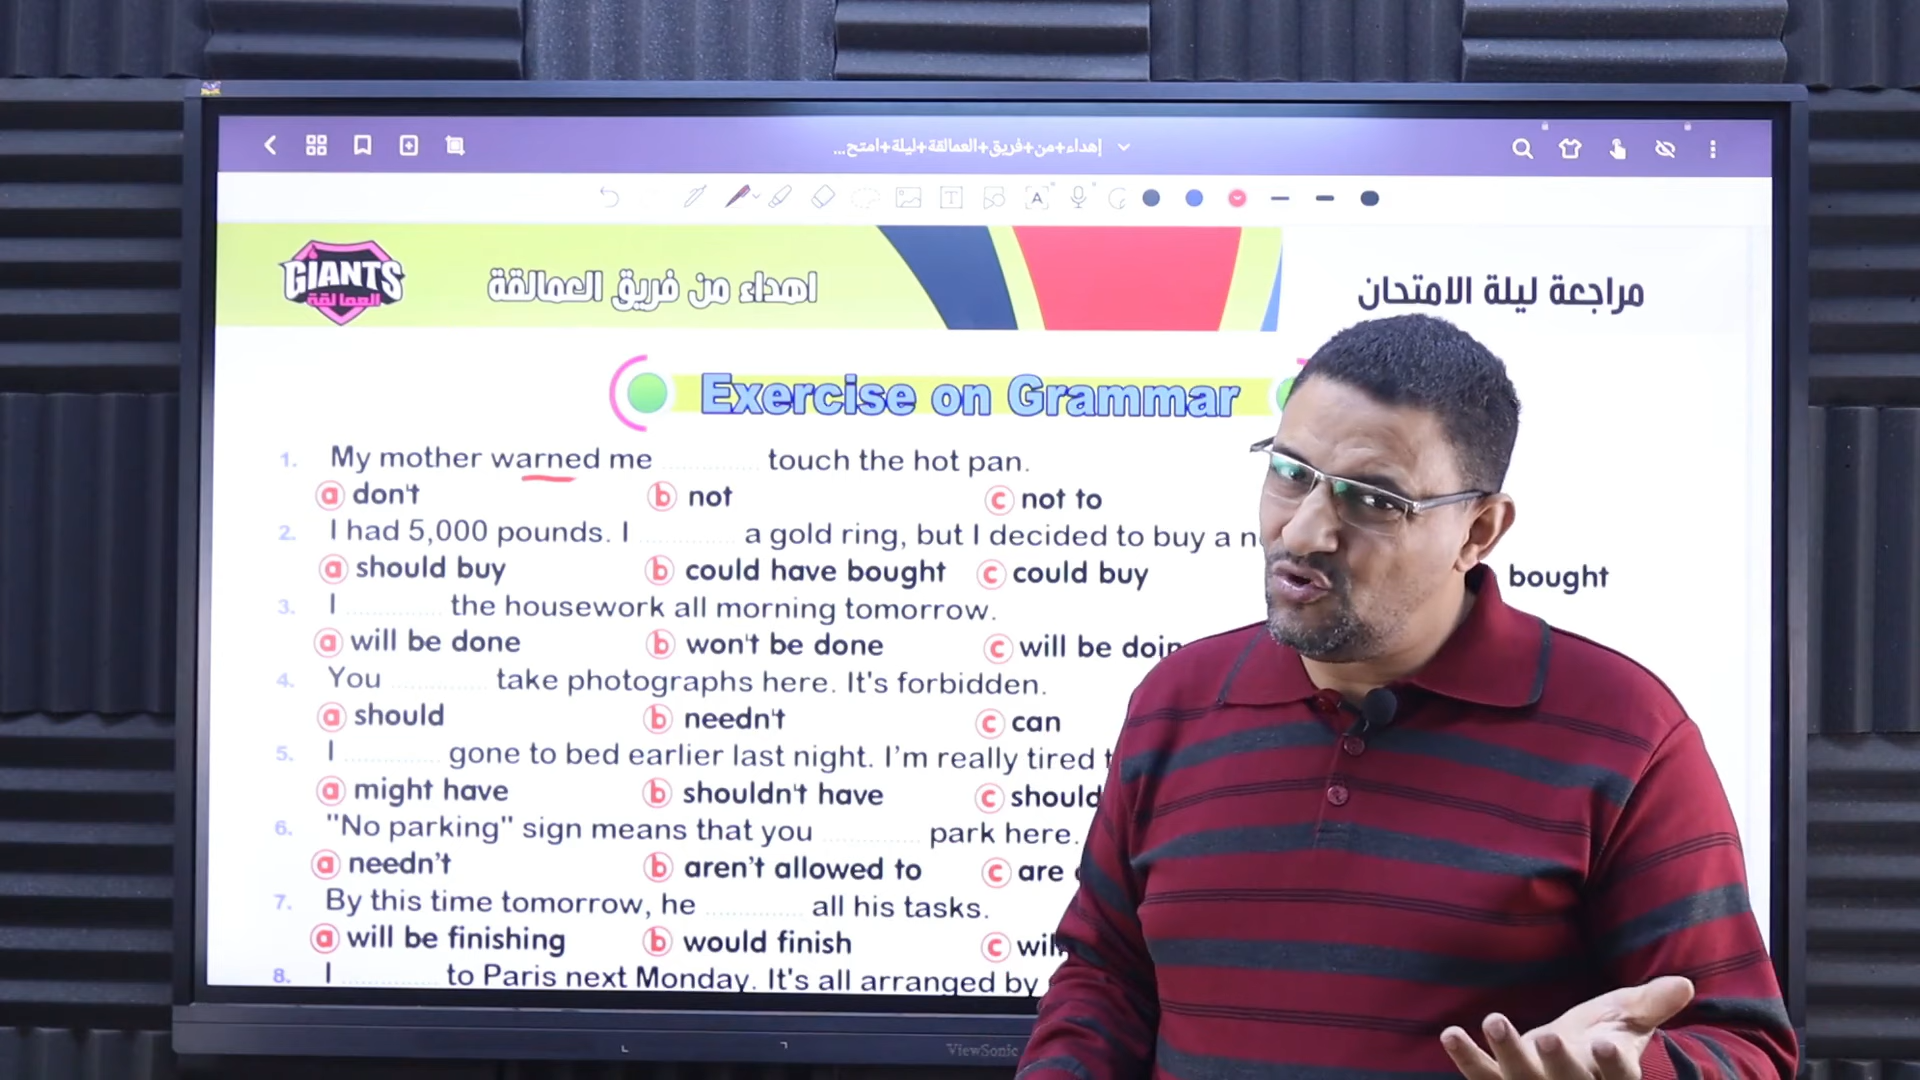 إهداء+من+فريق+العمالقة+ليلة+امتح...
GIANTS
العمالقة
اهداء من فريق العمالقة
مراجعة ليلة الامتحان
Exercise on Grammar
1. My mother warned me ............ touch the hot pan.
a don't b not c not to
2. I had 5,000 pounds. I ............ a gold ring, but I decided to buy a
a should buy b could have bought c could buy bought
3. I ............ the housework all morning tomorrow.
a will be done b won't be done c will be
4. You ............ take photographs here. It's forbidden.
a should b needn't c can
5. I ............ gone to bed earlier last night. I'm really tired
a might have b shouldn't have c should
6. "No parking" sign means that you ............ park here.
a needn't b aren't allowed to c are
7. By this time tomorrow, he ............ all his tasks.
a will be finishing b would finish c
8. I ............ to Paris next Monday. It's all arranged by
ViewSonic